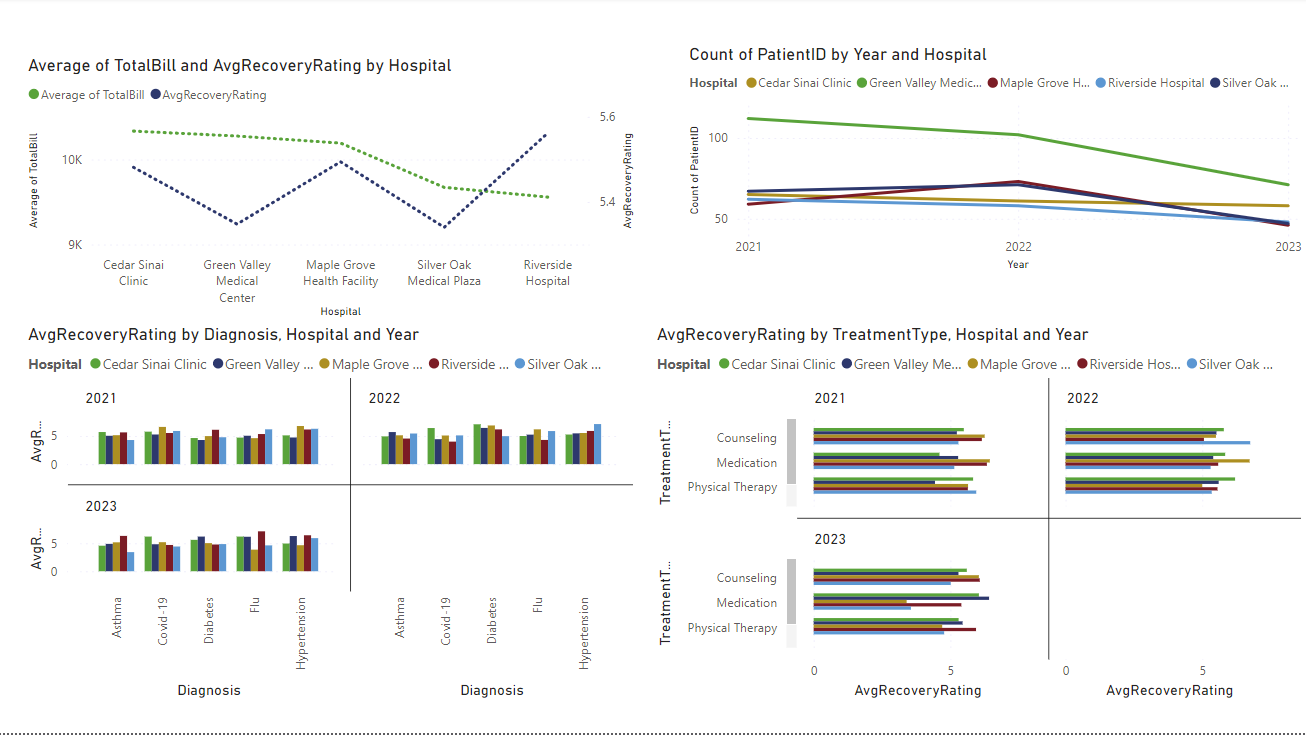 Average of TotalBill and AvgRecoveryRating by Hospital
Average of TotalBill AvgRecoveryRating
Average of TotalBill
10K
9K
5.6
5.4
AvgRecoveryRating
Cedar Sinai
Clinic
Green Valley
Medical
Center
Maple Grove
Health Facility
Silver Oak
Medical Plaza
Riverside
Hospital
Hospital
Count of PatientID by Year and Hospital
Hospital Cedar Sinai Clinic Green Valley Medic... Maple Grove H... Riverside Hospital Silver Oak ...
Count of PatientID
100
50
2021 2022 2023
Year
AvgRecoveryRating by Diagnosis, Hospital and Year
Hospital Cedar Sinai Clinic Green Valley ... Maple Grove ... Riverside ... Silver Oak ...
2021 2022
AvgR...
5
0
2023
AvgR...
5
0
Asthma Covid-19 Diabetes Flu Hypertension Asthma Covid-19 Diabetes Flu Hypertension
Diagnosis Diagnosis
AvgRecoveryRating by TreatmentType, Hospital and Year
Hospital Cedar Sinai Clinic Green Valley Me... Maple Grove ... Riverside Hos... Silver Oak ...
2021 2022
TreatmentT...
Counseling
Medication
Physical Therapy
2023
TreatmentT...
Counseling
Medication
Physical Therapy
0 5 0 5
AvgRecoveryRating AvgRecoveryRating